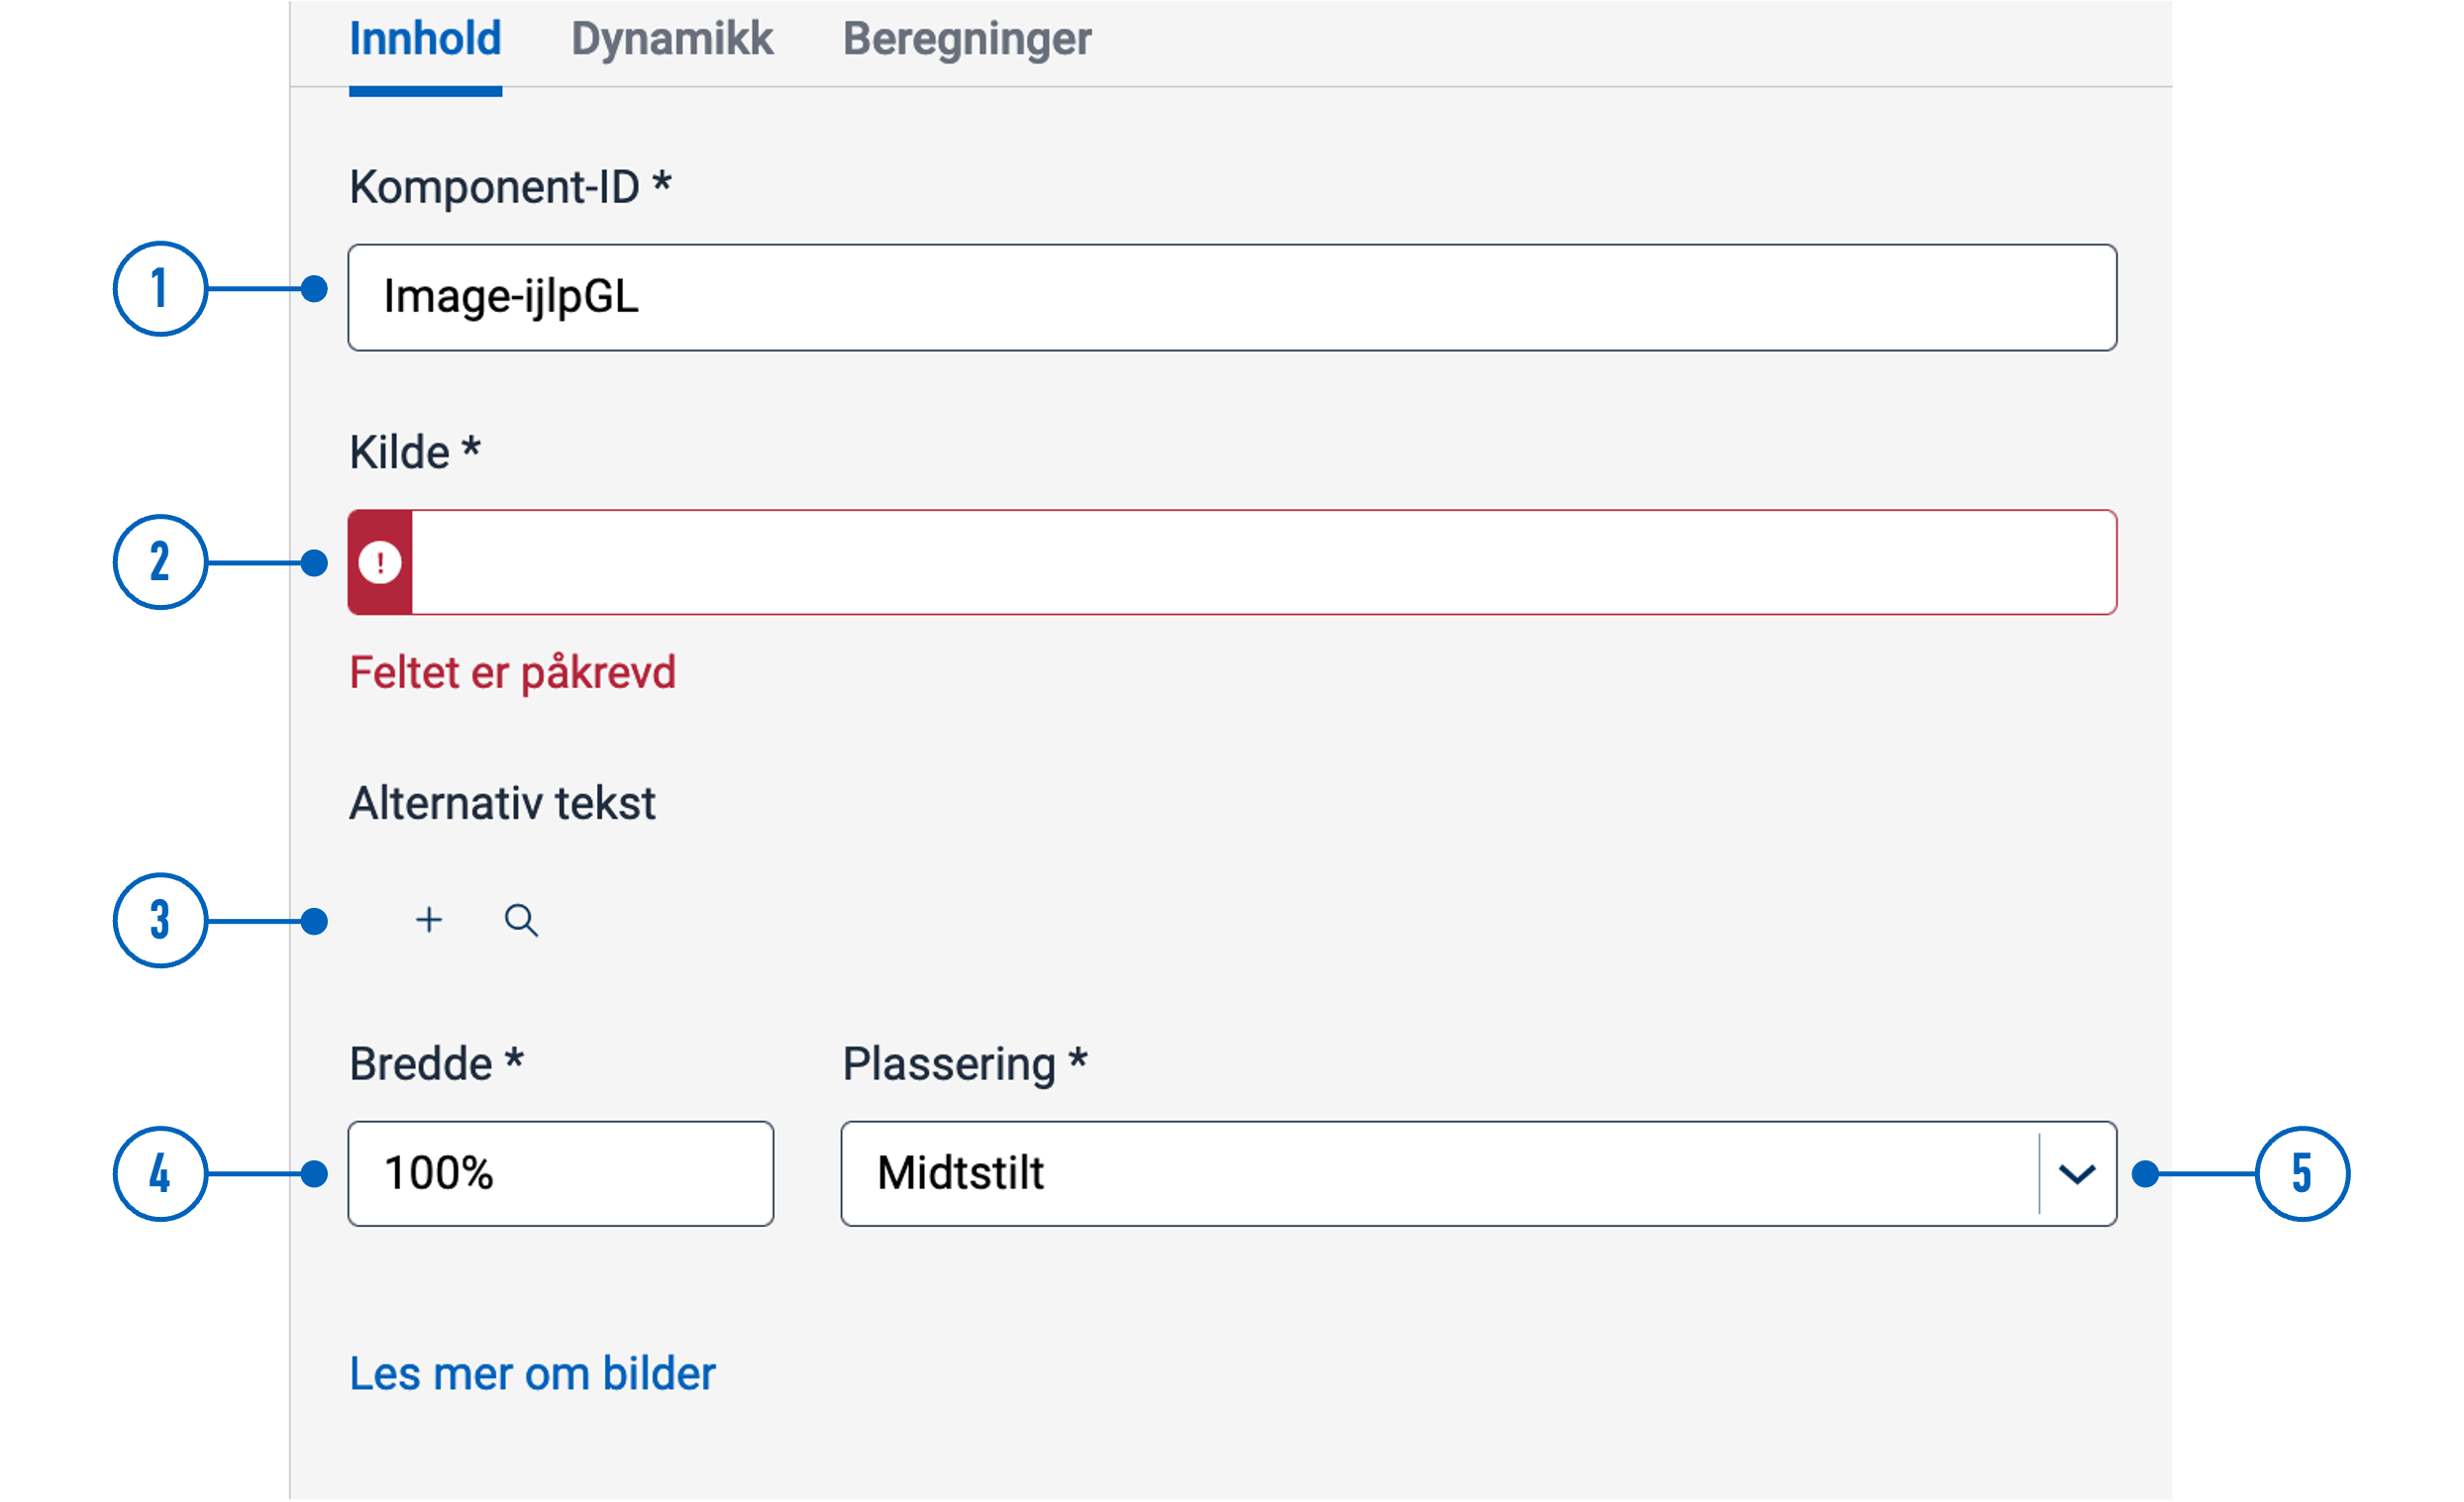 Innhold Dynamikk Beregninger
Komponent-ID *
1 Image-ijlpGL
Kilde *
2
Feltet er påkrevd
Alternativ tekst
3
Bredde * Plassering *
4 100% Midtstilt 5
Les mer om bilder